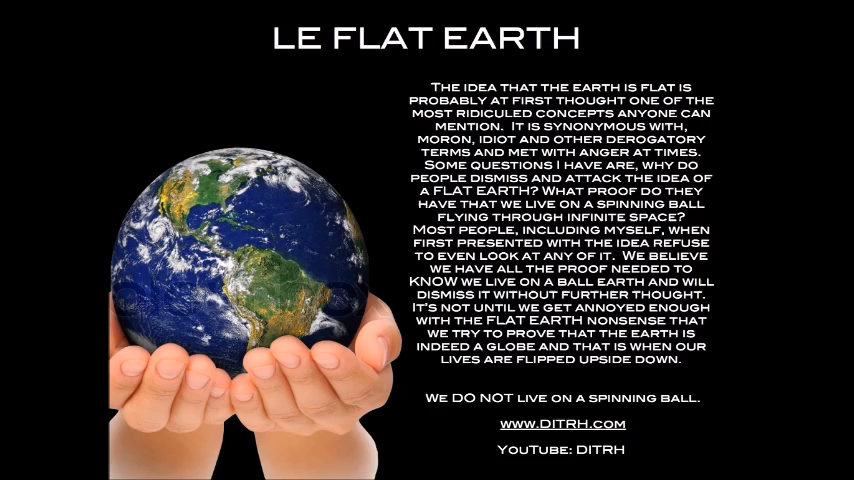 LE FLAT EARTH
THE IDEA THAT THE EARTH IS FLAT IS
PROBABLY AT FIRST THOUGHT ONE OF THE
MOST RIDICULED CONCEPTS ANYONE CAN
MENTION. IT IS SYNONYMOUS WITH,
MORON, IDIOT AND OTHER DEROGATORY
TERMS AND MET WITH ANGER AT TIMES.
SOME QUESTIONS I HAVE ARE, WHY DO
PEOPLE DISMISS AND ATTACK THE IDEA OF
A FLAT EARTH? WHAT PROOF DO THEY
HAVE THAT WE LIVE ON A SPINNING BALL
FLYING THROUGH INFINITE SPACE?
MOST PEOPLE, INCLUDING MYSELF, WHEN
FIRST PRESENTED WITH THE IDEA REFUSE
TO EVEN LOOK AT ANY OF IT. WE BELIEVE
WE HAVE ALL THE PROOF NEEDED TO
KNOW WE LIVE ON A BALL EARTH AND WILL
DISMISS IT WITHOUT FURTHER THOUGHT.
IT'S NOT UNTIL WE GET ANNOYED ENOUGH
WITH THE FLAT EARTH NONSENSE THAT
WE TRY TO PROVE THAT THE EARTH IS
INDEED A GLOBE AND THAT IS WHEN OUR
LIVES ARE FLIPPED UPSIDE DOWN.
WE DO NOT LIVE ON A SPINNING BALL.
WWW.DITRH.COM
YOUTUBE: DITRH